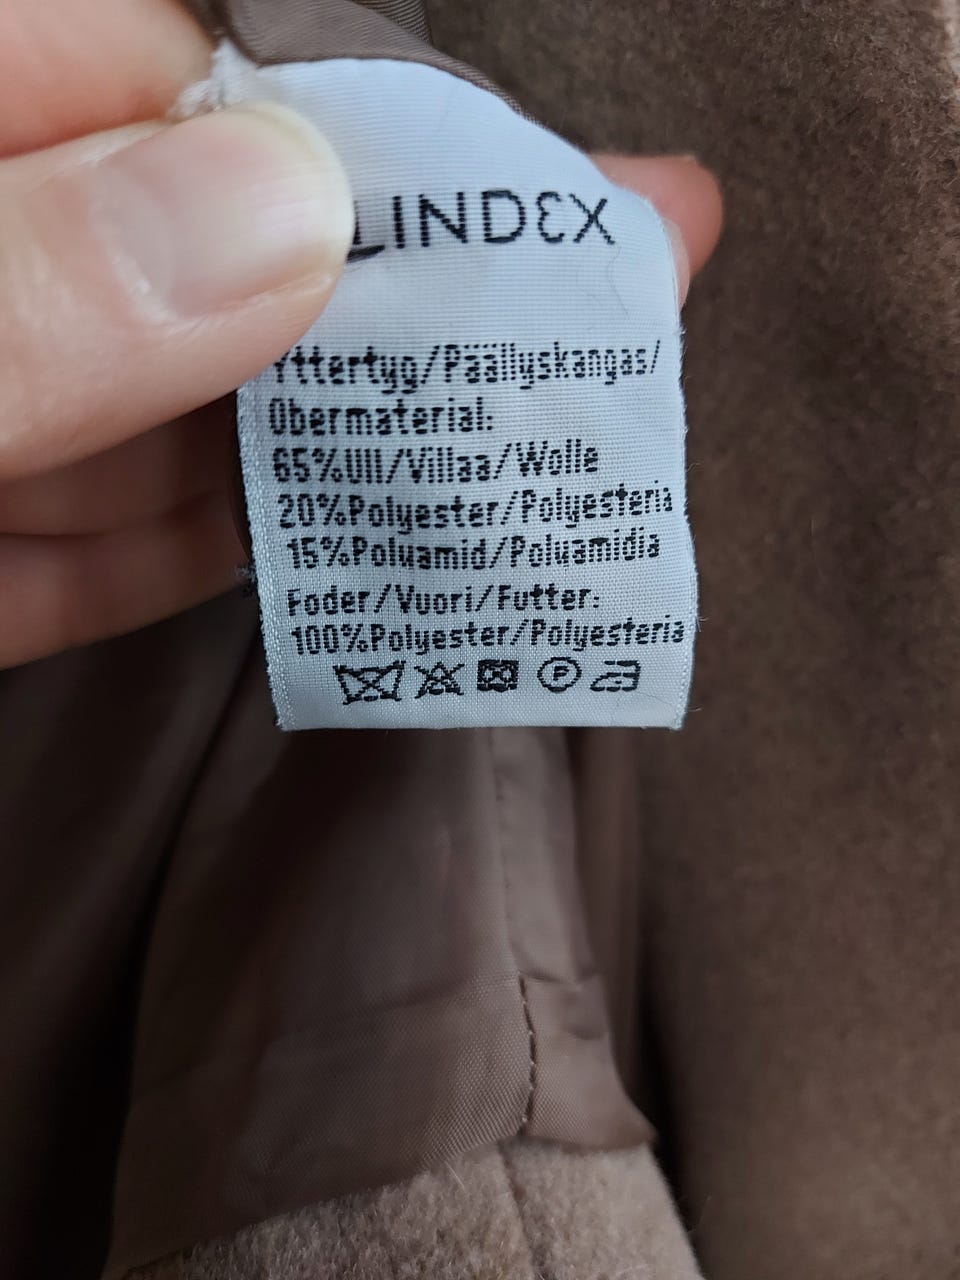 LINDEX
Yttertyg/Päällyskangas/
Obermaterial:
65%Ull/Villaa/Wolle
20%Polyester/Polyesteria
15%Polyamid/Polyamidia
Foder/Vuori/Futter:
100%Polyester/Polyesteria
P